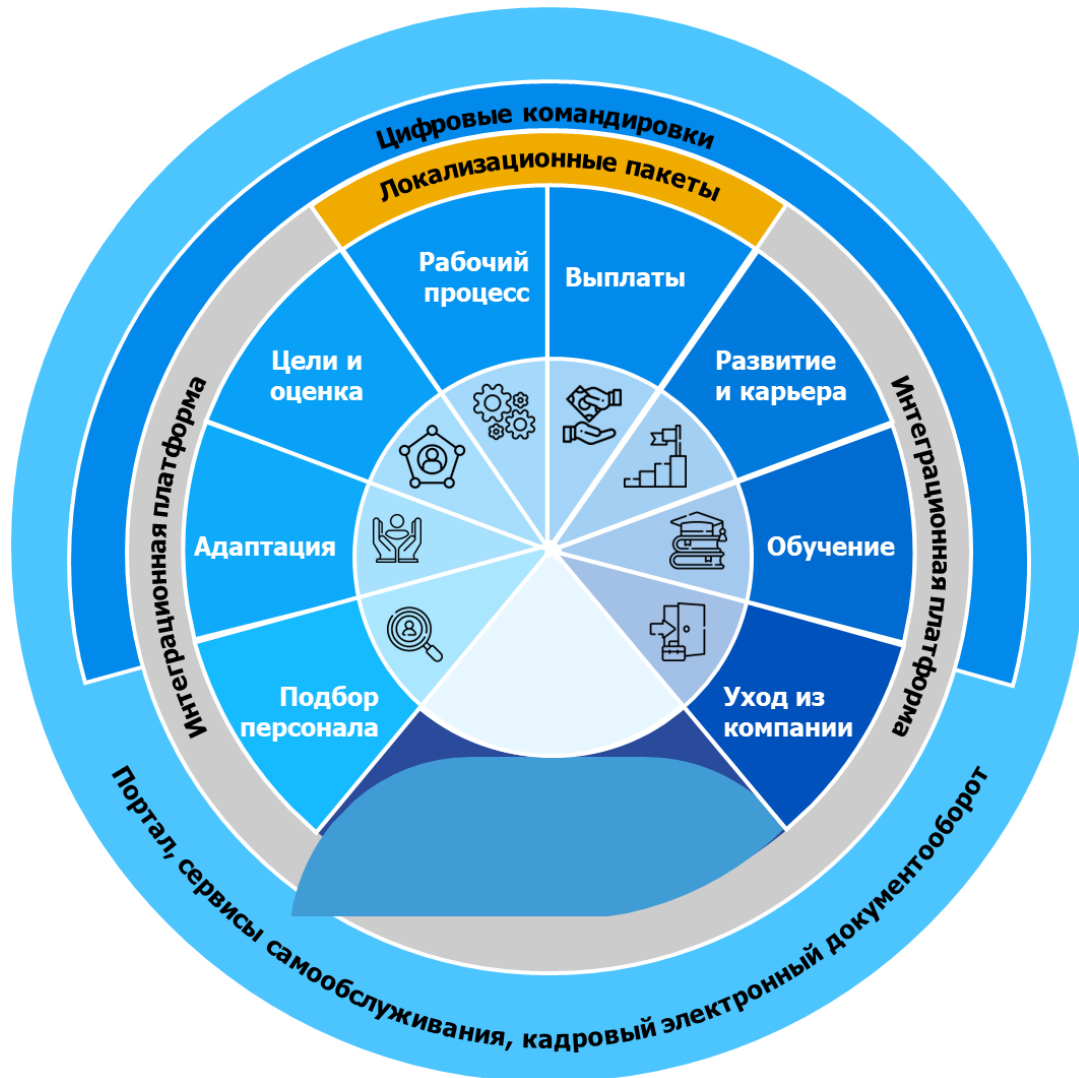 Цифровые командировки
Локализационные пакеты
Рабочий
процесс
Выплаты
Цели и
оценка
Развитие
и карьера
Интеграционная платформа
Интеграционная платформа
Адаптация
Обучение
Подбор
персонала
Уход из
компании
Портал, сервисы самообслуживания, кадровый электронный документооборот